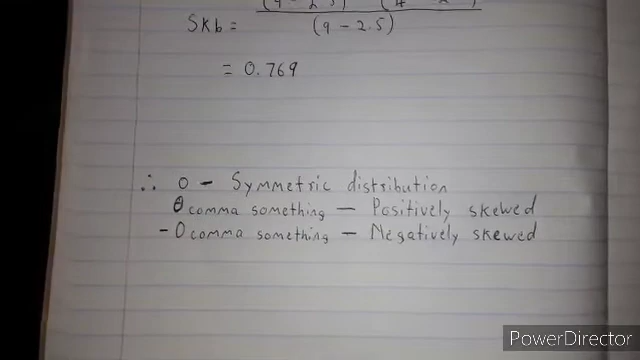 Skb =
(9 - 2.5)
= 0.769
∴ 0 - Symmetric distribution
0 comma something - Positively skewed
-0 comma something - Negatively skewed
PowerDirector